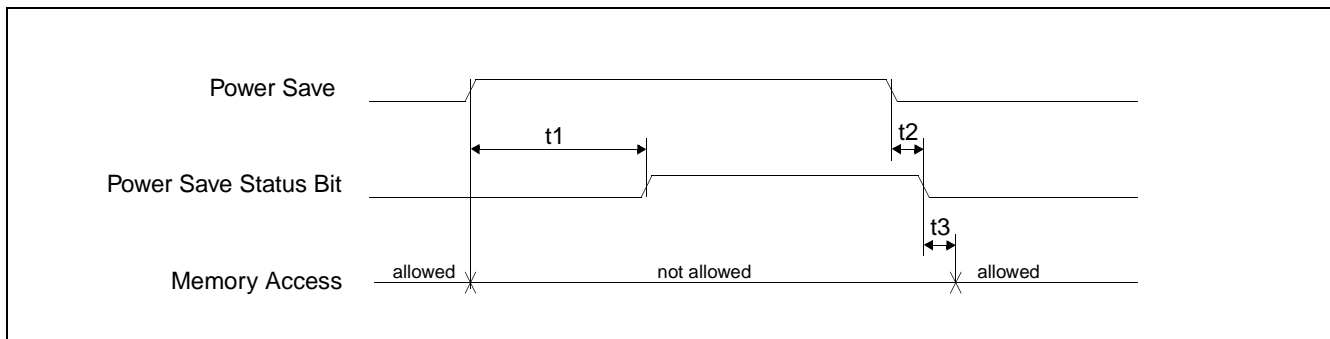 Power Save
t1
t2
Power Save Status Bit
t3
Memory Access
allowed
not allowed
allowed